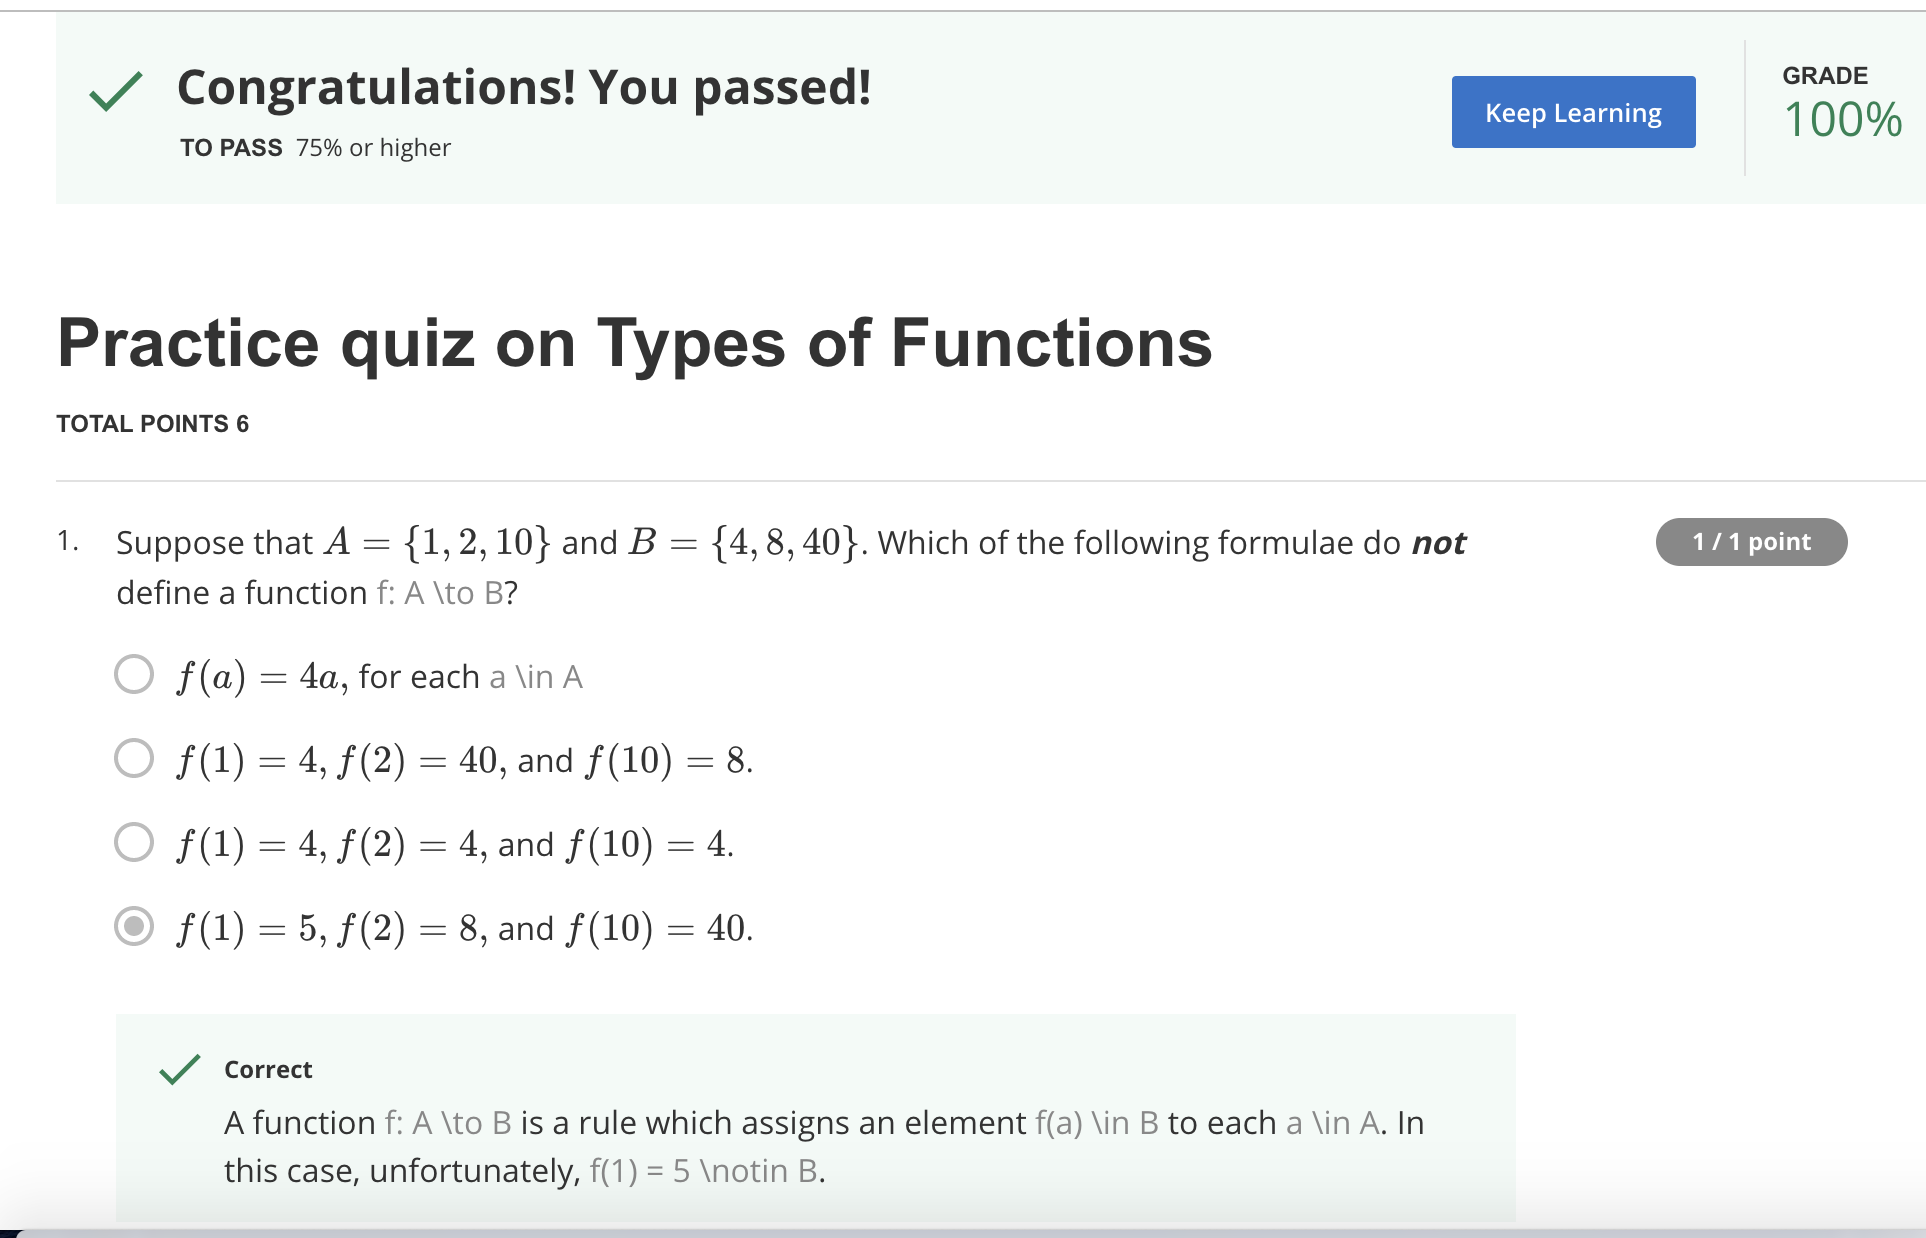 Congratulations! You passed!
TO PASS 75% or higher
Keep Learning
GRADE
100%
Practice quiz on Types of Functions
TOTAL POINTS 6
1. Suppose that A = {1, 2, 10} and B = {4, 8, 40}. Which of the following formulae do not
define a function f: A \to B?
1 / 1 point
f(a) = 4a, for each a \in A
f(1) = 4, f(2) = 40, and f(10) = 8.
f(1) = 4, f(2) = 4, and f(10) = 4.
f(1) = 5, f(2) = 8, and f(10) = 40.
Correct
A function f: A \to B is a rule which assigns an element f(a) \in B to each a \in A. In
this case, unfortunately, f(1) = 5 \notin B.